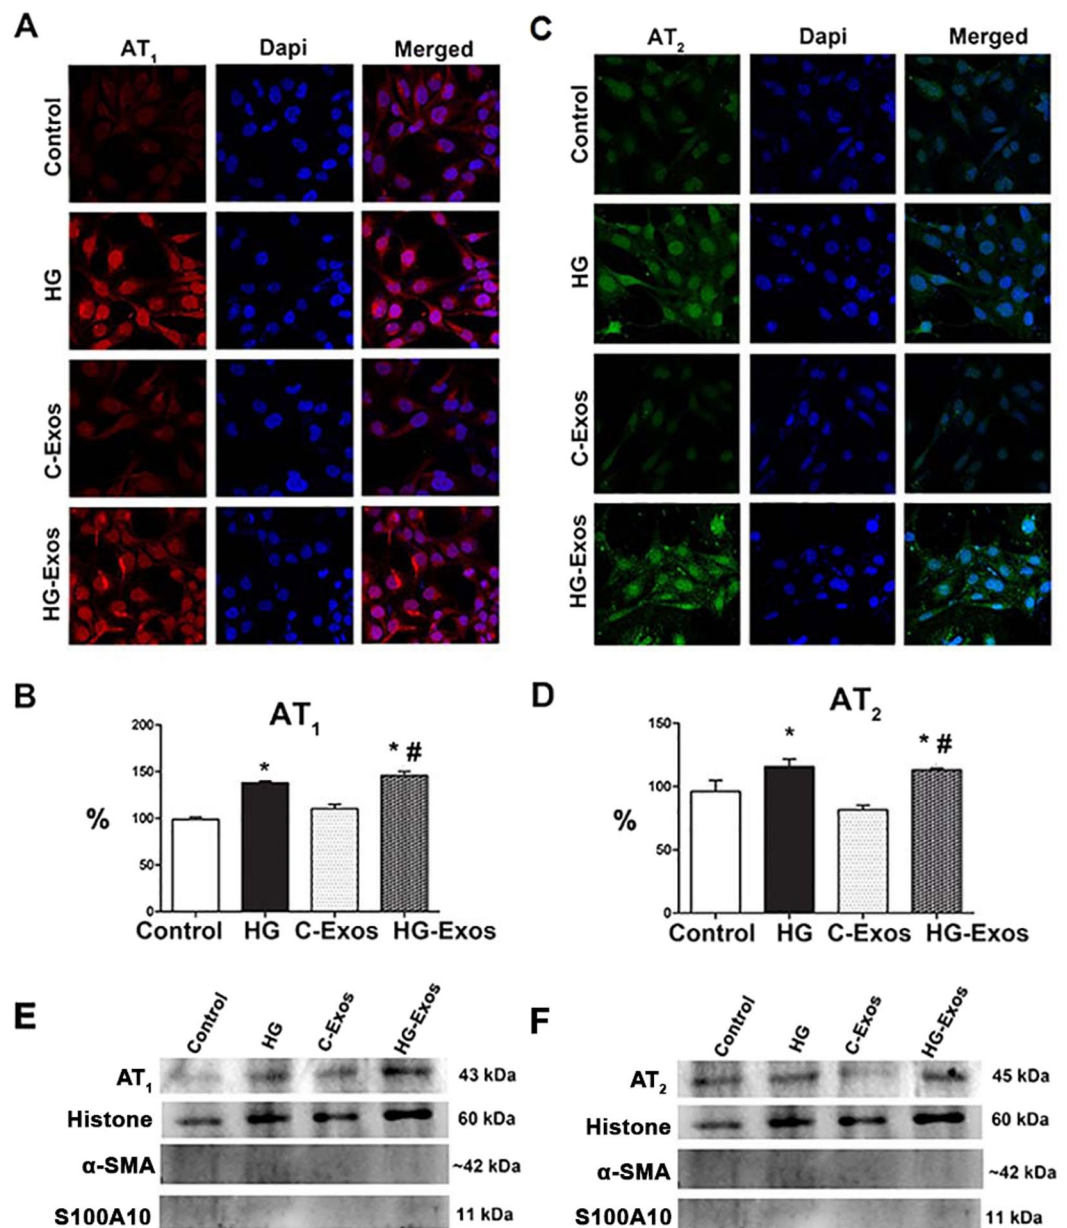 A
AT1 Dapi Merged
Control
HG
C-Exos
HG-Exos
C
AT2 Dapi Merged
Control
HG
C-Exos
HG-Exos
B
AT1
200
150
100
50
0
%
* * #
Control HG C-Exos HG-Exos
D
AT2
150
100
50
0
%
* * #
Control HG C-Exos HG-Exos
E
Control HG C-Exos HG-Exos
AT1 43 kDa
Histone 60 kDa
α-SMA ~42 kDa
S100A10 11 kDa
F
Control HG C-Exos HG-Exos
AT2 45 kDa
Histone 60 kDa
α-SMA ~42 kDa
S100A10 11 kDa